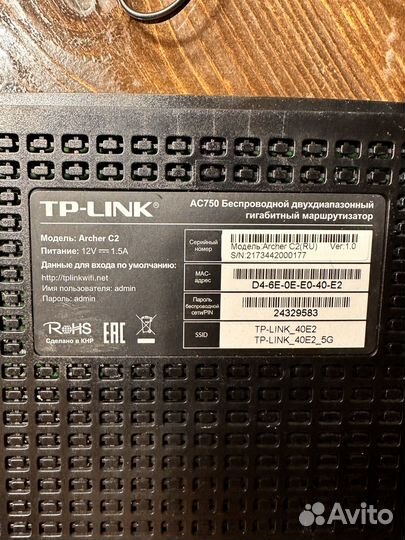 TP-LINK®
AC750 Беспроводной двухдиапазонный
гигабитный маршрутизатор
Модель: Archer C2
Питание: 12V ⎓ 1.5A
Данные для входа по умолчанию:
http://tplinkwifi.net
Имя пользователя: admin
Пароль: admin
RoHS
Сделано в КНР
EAC
Серийный
номер
Модель:Archer C2(RU) Ver:1.0
S/N:2173442000177
MAC-
адрес
D4-6E-0E-E0-40-E2
Пароль
беспроводной
сети/PIN
24329583
SSID
TP-LINK_40E2
TP-LINK_40E2_5G
Avito